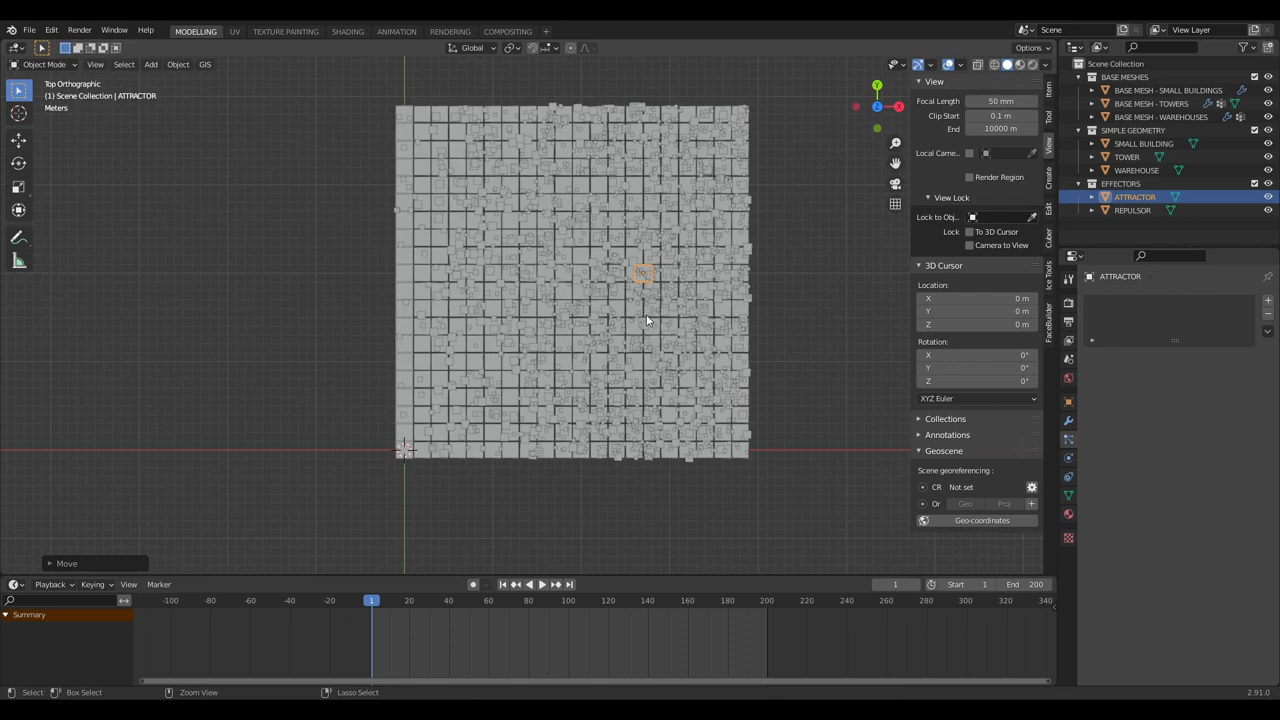 File Edit Render Window Help MODELLING UV TEXTURE PAINTING SHADING ANIMATION RENDERING COMPOSITING + Scene View Layer
Global Options
Object Mode View Select Add Object GIS
Top Orthographic
(1) Scene Collection | ATTRACTOR
Meters
Y
X
Z
Move
View
Focal Length 50 mm
Clip Start 0.1 m
End 10000 m
Local Came...
Render Region
View Lock
Lock to Obj...
Lock To 3D Cursor
Camera to View
3D Cursor
Location:
X 0 m
Y 0 m
Z 0 m
Rotation:
X 0°
Y 0°
Z 0°
XYZ Euler
Collections
Annotations
Geoscene
Scene georeferencing :
CR Not set
Or Geo Proj +
Geo-coordinates
Item
Tool
View
Create
Edit
Cuber
Ice Tools
FaceBuilder
Scene Collection
BASE MESHES
BASE MESH - SMALL BUILDINGS
BASE MESH - TOWERS
BASE MESH - WAREHOUSES
SIMPLE GEOMETRY
SMALL BUILDING
TOWER
WAREHOUSE
EFFECTORS
ATTRACTOR
REPULSOR
ATTRACTOR
Playback Keying View Marker 1 Start 1 End 200
-100 -80 -60 -40 -20 1 20 40 60 80 100 120 140 160 180 200 220 240 260 280 300 320 340
Summary
Select Box Select Zoom View Lasso Select 2.91.0